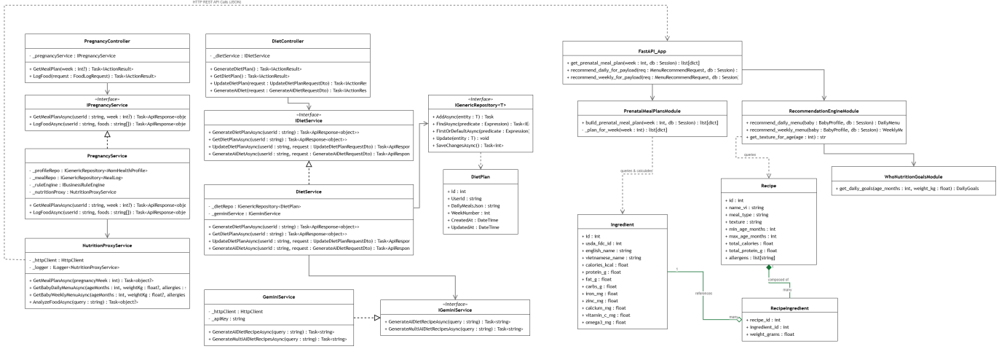 HTTP REST API Calls (JSON)
PregnancyController
- _pregnancyService : IPregnancyService
+ GetMealPlan(week : int?) : Task<IActionResult>
+ LogFood(request : FoodLogRequest) : Task<IActionResult>
«Interface»
IPregnancyService
+ GetMealPlanAsync(userId : string, week : int?) : Task<ApiResponse<obje
+ LogFoodAsync(userId : string, foods : string[]) : Task<ApiResponse<obje
PregnancyService
- _profileRepo : IGenericRepository<MomHealthProfile>
- _mealRepo : IGenericRepository<MealLog>
- _ruleEngine : IBusinessRuleEngine
- _nutritionProxy : NutritionProxyService
+ GetMealPlanAsync(userId : string, week : int?) : Task<ApiResponse<obje
+ LogFoodAsync(userId : string, foods : string[]) : Task<ApiResponse<obje
NutritionProxyService
- _httpClient : HttpClient
- _logger : ILogger<NutritionProxyService>
+ GetMealPlanAsync(pregnancyWeek : int) : Task<object?>
+ GetBabyDailyMenuAsync(ageMonths : int, weightKg : float?, allergies :
+ GetBabyWeeklyMenuAsync(ageMonths : int, weightKg : float?, allergies
+ AnalyzeFoodAsync(query : string) : Task<object?>
DietController
- _dietService : IDietService
+ GenerateDietPlan() : Task<IActionResult>
+ GetDietPlan() : Task<IActionResult>
+ UpdateDietPlan(request : UpdateDietPlanRequestDto) : Task<IActionRes
+ GenerateAiDiet(request : GenerateAiDietRequestDto) : Task<IActionRes
«Interface»
IDietService
+ GenerateDietPlanAsync(userId : string) : Task<ApiResponse<object>>
+ GetDietPlanAsync(userId : string) : Task<ApiResponse<object>>
+ UpdateDietPlanAsync(userId : string, request : UpdateDietPlanRequestDto) : Task<ApiRespor
+ GenerateAiDietAsync(userId : string, request : GenerateAiDietRequestDto) : Task<ApiRespon
DietService
- _dietRepo : IGenericRepository<DietPlan>
- _geminiService : IGeminiService
+ GenerateDietPlanAsync(userId : string) : Task<ApiResponse<object>>
+ GetDietPlanAsync(userId : string) : Task<ApiResponse<object>>
+ UpdateDietPlanAsync(userId : string, request : UpdateDietPlanRequestDto) : Task<ApiRespor
+ GenerateAiDietAsync(userId : string, request : GenerateAiDietRequestDto) : Task<ApiRespon
GeminiService
- _httpClient : HttpClient
- _apiKey : string
+ GenerateAIDietRecipeAsync(query : string) : Task<string>
+ GenerateMultiAIDietRecipesAsync(query : string) : Task<string>
«Interface»
IGeminiService
+ GenerateAIDietRecipeAsync(query : string) : Task<string>
+ GenerateMultiAIDietRecipesAsync(query : string) : Task<string>
«Interface»
IGenericRepository<T>
+ AddAsync(entity : T) : Task
+ FindAsync(predicate : Expression) : Task<IE
+ FirstOrDefaultAsync(predicate : Expression)
+ Update(entity : T) : void
+ SaveChangesAsync() : Task<int>
DietPlan
+ Id : int
+ UserId : string
+ DailyMealsJson : string
+ WeekNumber : int
+ CreatedAt : DateTime
+ UpdatedAt : DateTime
FastAPI_App
+ get_prenatal_meal_plan(week : int, db : Session) : list[dict]
+ recommend_daily_for_payload(req : MenuRecommendRequest, db : Session) :
+ recommend_weekly_for_payload(req : MenuRecommendRequest, db : Session)
PrenatalMealPlansModule
+ build_prenatal_meal_plan(week : int, db : Session) : list[dict]
- _plan_for_week(week : int) : list[dict]
RecommendationEngineModule
+ recommend_daily_menu(baby : BabyProfile, db : Session) : DailyMenu
+ recommend_weekly_menu(baby : BabyProfile, db : Session) : WeeklyMe
+ get_texture_for_age(age : int) : str
WhoNutritionGoalsModule
+ get_daily_goals(age_months : int, weight_kg : float) : DailyGoals
queries & calculates
queries
Ingredient
+ id : int
+ usda_fdc_id : int
+ english_name : string
+ vietnamese_name : string
+ calories_kcal : float
+ protein_g : float
+ fat_g : float
+ carbs_g : float
+ iron_mg : float
+ zinc_mg : float
+ calcium_mg : float
+ vitamin_c_mg : float
+ omega3_mg : float
Recipe
+ id : int
+ name_vi : string
+ meal_type : string
+ texture : string
+ min_age_months : int
+ max_age_months : int
+ total_calories : float
+ total_protein_g : float
+ allergens : list[string]
1
references
many
1
composed of
many
RecipeIngredient
+ recipe_id : int
+ ingredient_id : int
+ weight_grams : float